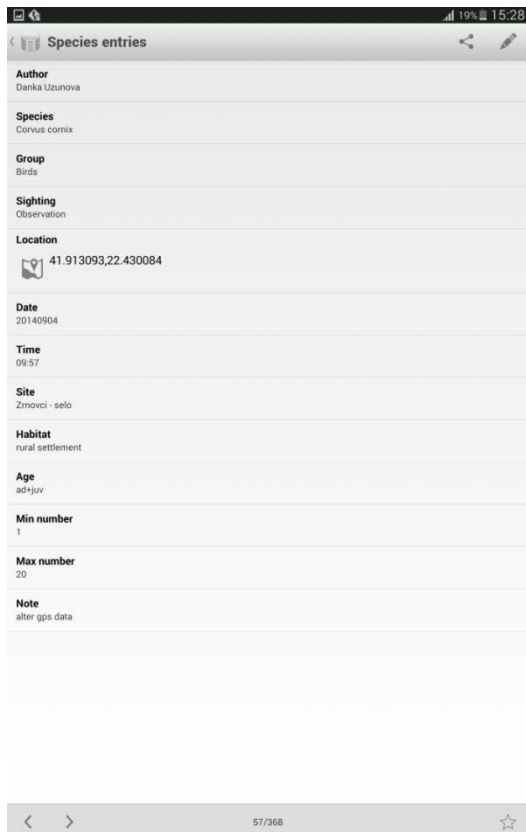 19% 15:28
Species entries
Author
Danka Uzunova
Species
Corvus cornix
Group
Birds
Sighting
Observation
Location
41.913093,22.430084
Date
20140904
Time
09:57
Site
Zrnovci - selo
Habitat
rural settlement
Age
ad+juv
Min number
1
Max number
20
Note
alter gps data
57/368